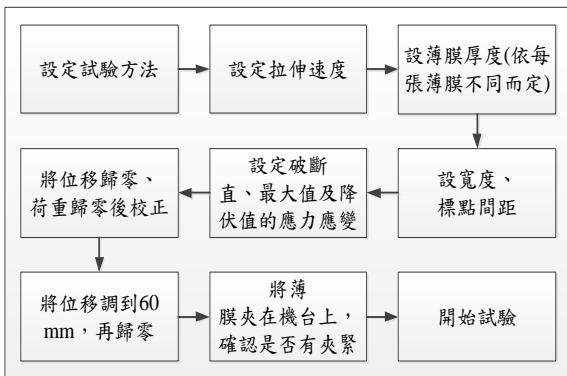 設定試驗方法
設定拉伸速度
設薄膜厚度(依每
張薄膜不同而定)
設寬度、
標點間距
設定破斷
直、最大值及降
伏值的應力應變
將位移歸零、
荷重歸零後校正
將位移調到60
mm，再歸零
將薄
膜夾在機台上，
確認是否有夾緊
開始試驗